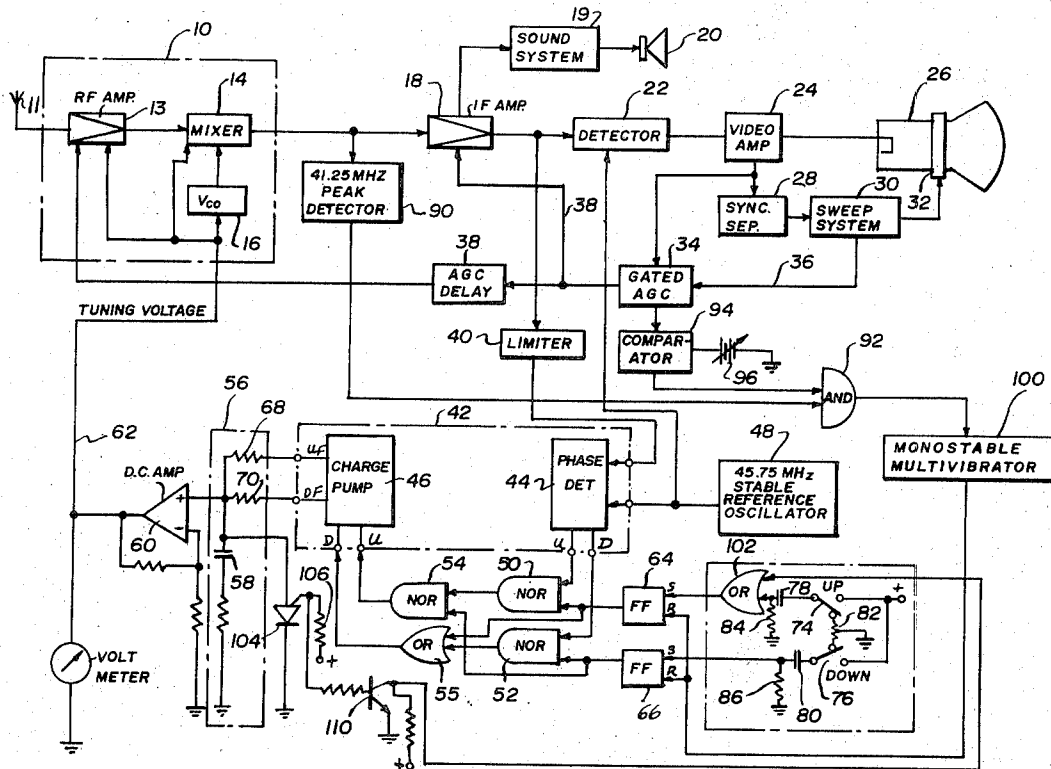 10
19
SOUND SYSTEM
20
11
RF AMP.
13
14
MIXER
18
IF AMP.
22
DETECTOR
24
VIDEO AMP
26
VCO
16
41.25 MHZ PEAK DETECTOR
90
38
28
SYNC. SEP.
30
SWEEP SYSTEM
32
38
AGC DELAY
34
GATED AGC
36
TUNING VOLTAGE
40
LIMITER
94
COMPAR-ATOR
96
92
AND
100
MONOSTABLE MULTIVIBRATOR
56
68
42
62
UF
CHARGE PUMP
46
44
PHASE DET
48
45.75 MHz STABLE REFERENCE OSCILLATOR
D.C. AMP
+
-
60
70
DF
D
U
U
D
58
54
NOR
50
NOR
64
FF
S
R
102
OR
78
UP
+
74
82
84
106
104
+
OR
55
NOR
52
FF
66
S
R
86
80
DOWN
76
VOLT METER
110
+